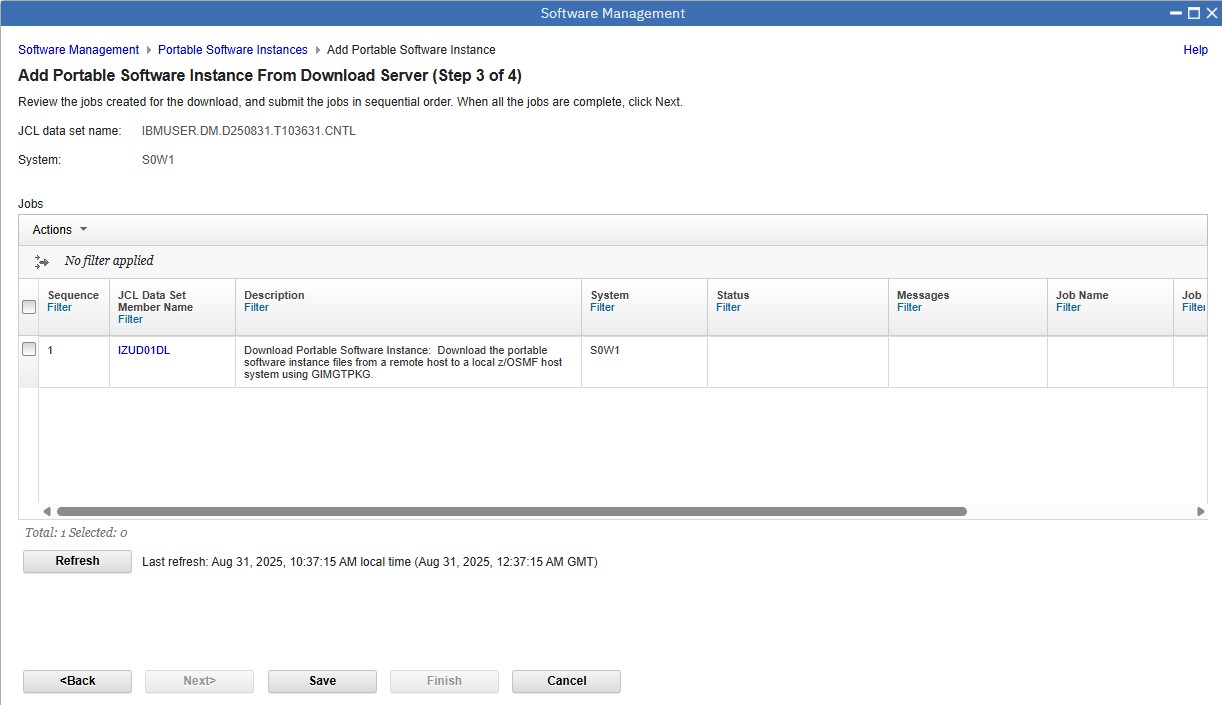 Software Management
Software Management Portable Software Instances Add Portable Software Instance Help
Add Portable Software Instance From Download Server (Step 3 of 4)
Review the jobs created for the download, and submit the jobs in sequential order. When all the jobs are complete, click Next.
JCL data set name: IBMUSER.DM.D250831.T103631.CNTL
System: S0W1
Jobs
Actions
No filter applied
Sequence
Filter
JCL Data Set
Member Name
Filter
Description
Filter
System
Filter
Status
Filter
Messages
Filter
Job Name
Filter
Job
Filter
1
IZUD01DL
Download Portable Software Instance: Download the portable
software instance files from a remote host to a local z/OSMF host
system using GIMGTPKG.
S0W1
Total: 1 Selected: 0
Refresh Last refresh: Aug 31, 2025, 10:37:15 AM local time (Aug 31, 2025, 12:37:15 AM GMT)
<Back Next> Save Finish Cancel